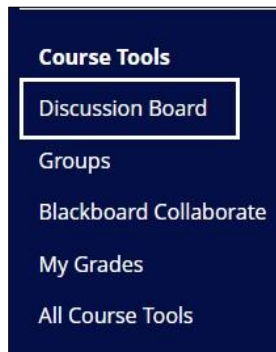 Course Tools
Discussion Board
Groups
Blackboard Collaborate
My Grades
All Course Tools